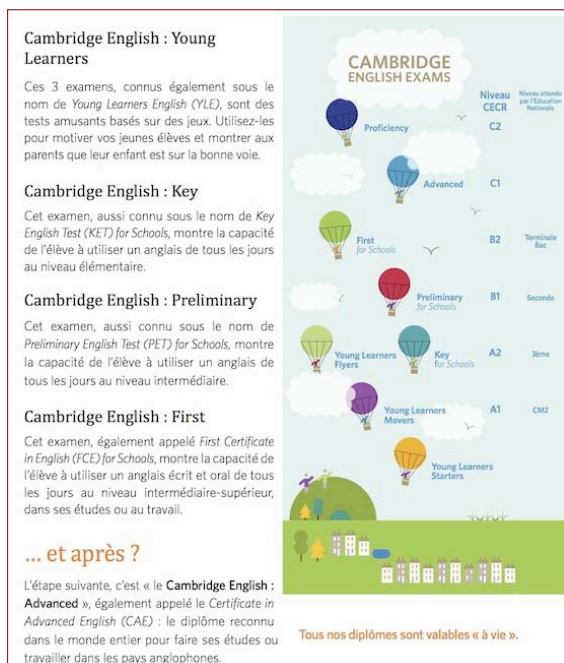 Cambridge English : Young
Learners
Ces 3 examens, connus également sous le
nom de Young Learners English (YLE), sont des
tests amusants basés sur des jeux. Utilisez-les
pour motiver vos jeunes élèves et montrer aux
parents que leur enfant est sur la bonne voie.
Cambridge English : Key
Cet examen, aussi connu sous le nom de Key
English Test (KET) for Schools, montre la capacité
de l'élève à utiliser un anglais de tous les jours
au niveau élémentaire.
Cambridge English : Preliminary
Cet examen, aussi connu sous le nom de
Preliminary English Test (PET) for Schools, montre
la capacité de l'élève à utiliser un anglais de
tous les jours au niveau intermédiaire.
Cambridge English : First
Cet examen, également appelé First Certificate
in English (FCE) for Schools, montre la capacité de
l'élève à utiliser un anglais écrit et oral de tous
les jours au niveau intermédiaire-supérieur,
dans ses études ou au travail.
... et après ?
L'étape suivante, c'est « le Cambridge English :
Advanced », également appelé le Certificate in
Advanced English (CAE) : le diplôme reconnu
dans le monde entier pour faire ses études ou
travailler dans les pays anglophones.
CAMBRIDGE
ENGLISH EXAMS
Niveau
CECR
Niveau attendu
par l'Education
Nationale
Proficiency
C2
Advanced
C1
First
for Schools
B2
Terminale
Bac
Preliminary
for Schools
B1
Seconde
Young Learners
Flyers
Key
for Schools
A2
3ème
Young Learners
Movers
A1
CM2
Young Learners
Starters
Tous nos diplômes sont valables « à vie ».